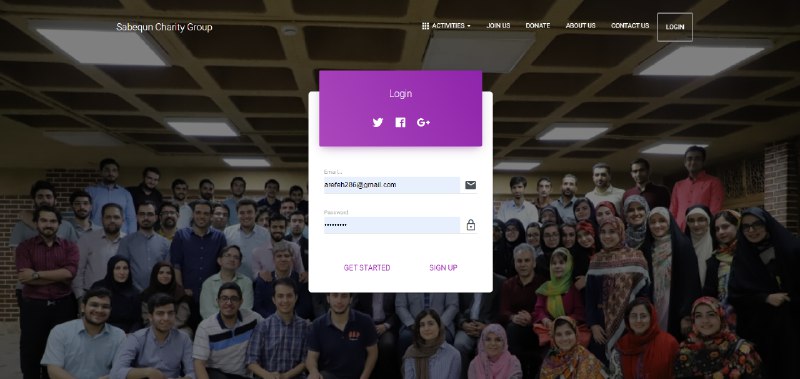 Sabequn Charity Group
ACTIVITIES
JOIN US
DONATE
ABOUT US
CONTACT US
LOGIN
Login
G+
Email...
arefeh286@gmail.com
Password
•••••••••
GET STARTED
SIGN UP